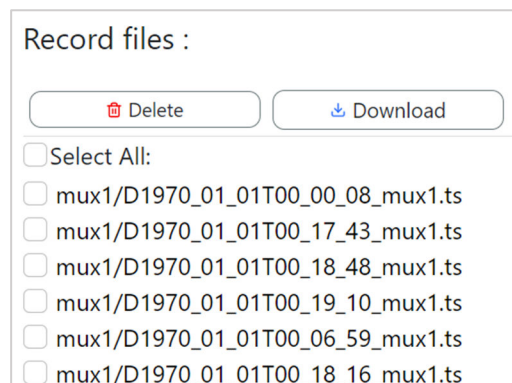 Record files :
Delete Download
Select All:
mux1/D1970_01_01T00_00_08_mux1.ts
mux1/D1970_01_01T00_17_43_mux1.ts
mux1/D1970_01_01T00_18_48_mux1.ts
mux1/D1970_01_01T00_19_10_mux1.ts
mux1/D1970_01_01T00_06_59_mux1.ts
mux1/D1970_01_01T00_18_16_mux1.ts